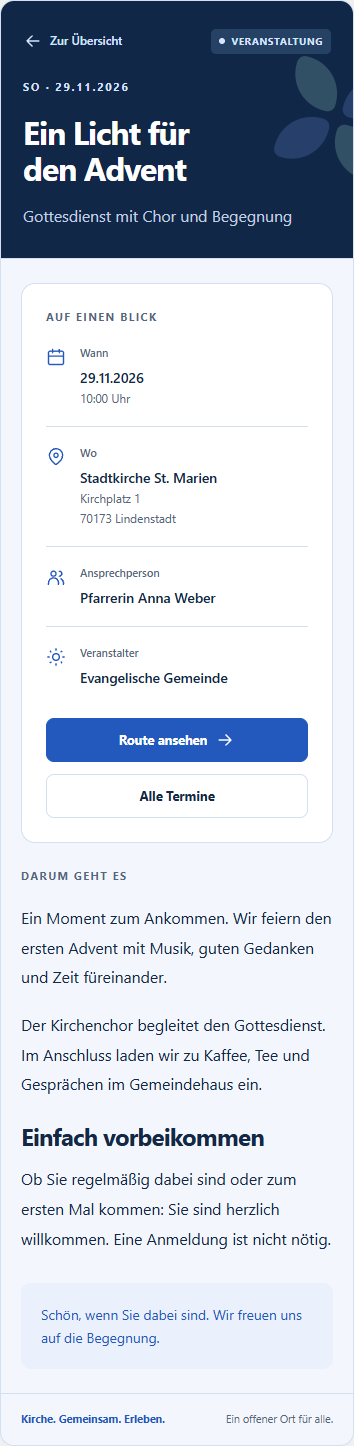 Zur Übersicht
VERANSTALTUNG
SO · 29.11.2026
Ein Licht für
den Advent
Gottesdienst mit Chor und Begegnung
AUF EINEN BLICK
Wann
29.11.2026
10:00 Uhr
Wo
Stadtkirche St. Marien
Kirchplatz 1
70173 Lindenstadt
Ansprechperson
Pfarrerin Anna Weber
Veranstalter
Evangelische Gemeinde
Route ansehen
Alle Termine
DARUM GEHT ES
Ein Moment zum Ankommen. Wir feiern den
ersten Advent mit Musik, guten Gedanken
und Zeit füreinander.
Der Kirchenchor begleitet den Gottesdienst.
Im Anschluss laden wir zu Kaffee, Tee und
Gesprächen im Gemeindehaus ein.
Einfach vorbeikommen
Ob Sie regelmäßig dabei sind oder zum
ersten Mal kommen: Sie sind herzlich
willkommen. Eine Anmeldung ist nicht nötig.
Schön, wenn Sie dabei sind. Wir freuen uns
auf die Begegnung.
Kirche. Gemeinsam. Erleben.
Ein offener Ort für alle.